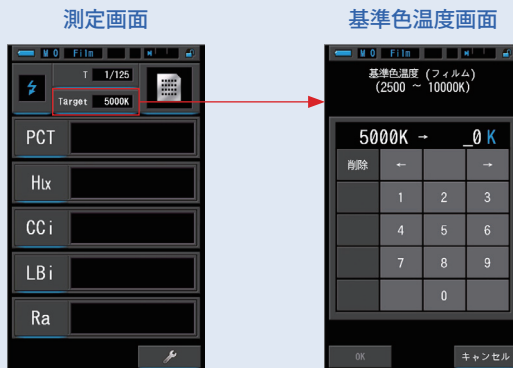 測定画面
M 0 Film
T 1/125
Target 5000K
PCT
Hlx
CCi
LBi
Ra
基準色温度画面
M 0 Film
基準色温度 (フィルム)
(2500 ~ 10000K)
5000K → _0 K
削除 ← →
1 2 3
4 5 6
7 8 9
0
OK キャンセル